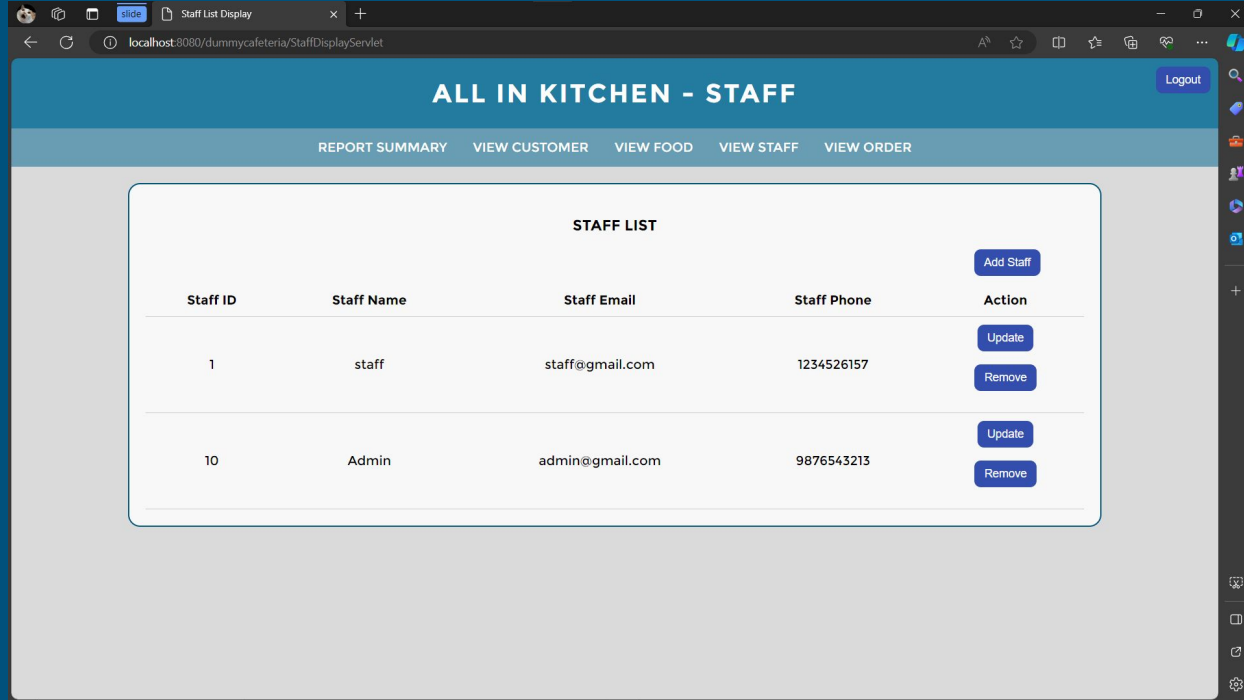 slide Staff List Display
localhost:8080/dummycafeteria/StaffDisplayServlet
ALL IN KITCHEN - STAFF
Logout
REPORT SUMMARY VIEW CUSTOMER VIEW FOOD VIEW STAFF VIEW ORDER
STAFF LIST
Add Staff
Staff ID Staff Name Staff Email Staff Phone Action
Update
1 staff staff@gmail.com 1234526157
Remove
Update
10 Admin admin@gmail.com 9876543213
Remove